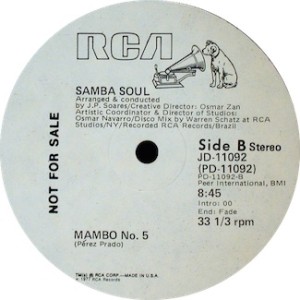 RCA
SAMBA SOUL
Arranged & conducted
by J.P. Soares/Creative Director: Osmar Zan
Artistic Coordinator & Director of Studios:
Osmar Navarro/Disco Mix by Warren Schatz at RCA
Studios/NY/Recorded RCA Records/Brazil
NOT FOR SALE
Side B Stereo
JD-11092
(PD-11092)
PD-11092-B
Peer International, BMI
8:45
Intro: 00
End: Fade
33 1/3 rpm
MAMBO No. 5
(Pérez Prado)
RCA CORP.—MADE IN U.S.A.
1977 RCA Records